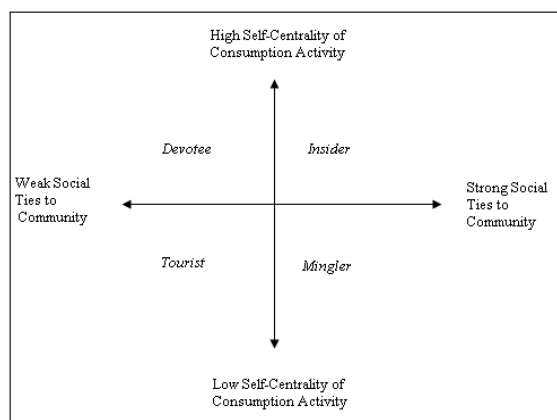 High Self-Centrality of
Consumption Activity
Devotee
Insider
Weak Social
Ties to
Community
Strong Social
Ties to
Community
Tourist
Mingler
Low Self-Centrality of
Consumption Activity